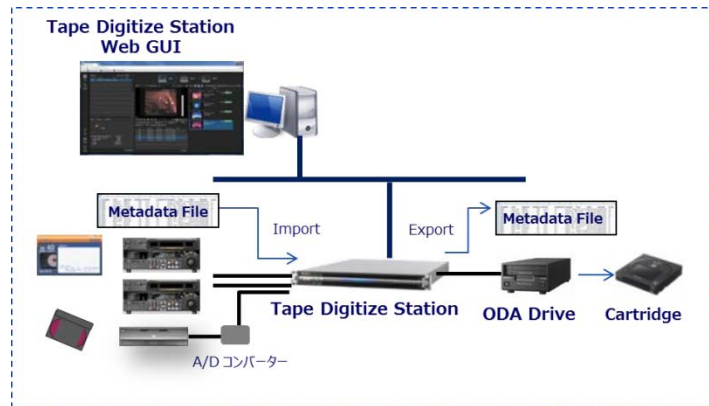 Tape Digitize Station
Web GUI
Metadata File
Import
Export
Metadata File
Tape Digitize Station
ODA Drive
Cartridge
A/D コンバーター